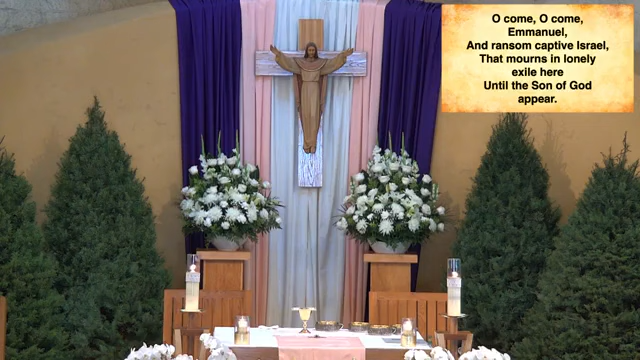 O come, O come,
Emmanuel,
And ransom captive Israel,
That mourns in lonely
exile here
Until the Son of God
appear.